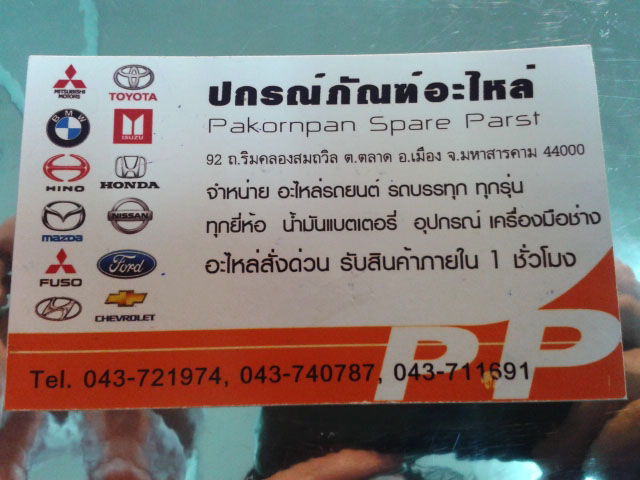 ปกรณ์ภัณฑ์อะไหล่
Pakornpan Spare Parst
92 ถ.ริมคลองสมถวิล ต.ตลาด อ.เมือง จ.มหาสารคาม 44000
จำหน่าย อะไหล่รถยนต์ รถบรรทุก ทุกรุ่น
ทุกยี่ห้อ น้ำมันแบตเตอรี่ อุปกรณ์ เครื่องมือช่าง
อะไหล่สั่งด่วน รับสินค้าภายใน 1 ชั่วโมง
MITSUBISHI
MOTORS
TOYOTA
BMW
ISUZU
HINO
HONDA
mazda
NISSAN
FUSO
Ford
CHEVROLET
PP
Tel. 043-721974, 043-740787, 043-711691